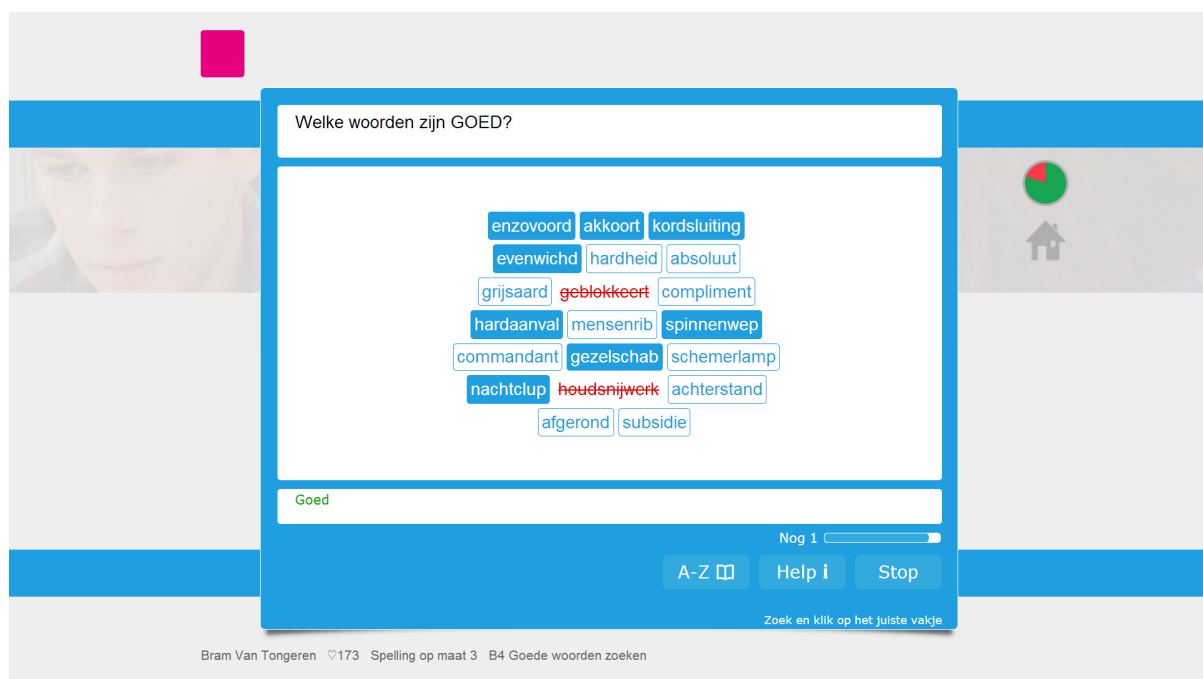 Welke woorden zijn GOED?
enzovoord akkoort kordsluiting
evenwichd hardheid absoluut
grijsaard geblokkeert compliment
hardaanval mensenrib spinnenwep
commandant gezelschab schemerlamp
nachtclup houdsnijwerk achterstand
afgerond subsidie
Goed
Nog 1
A-Z Help i Stop
Zoek en klik op het juiste vakje
Bram Van Tongeren ♡173 Spelling op maat 3 B4 Goede woorden zoeken